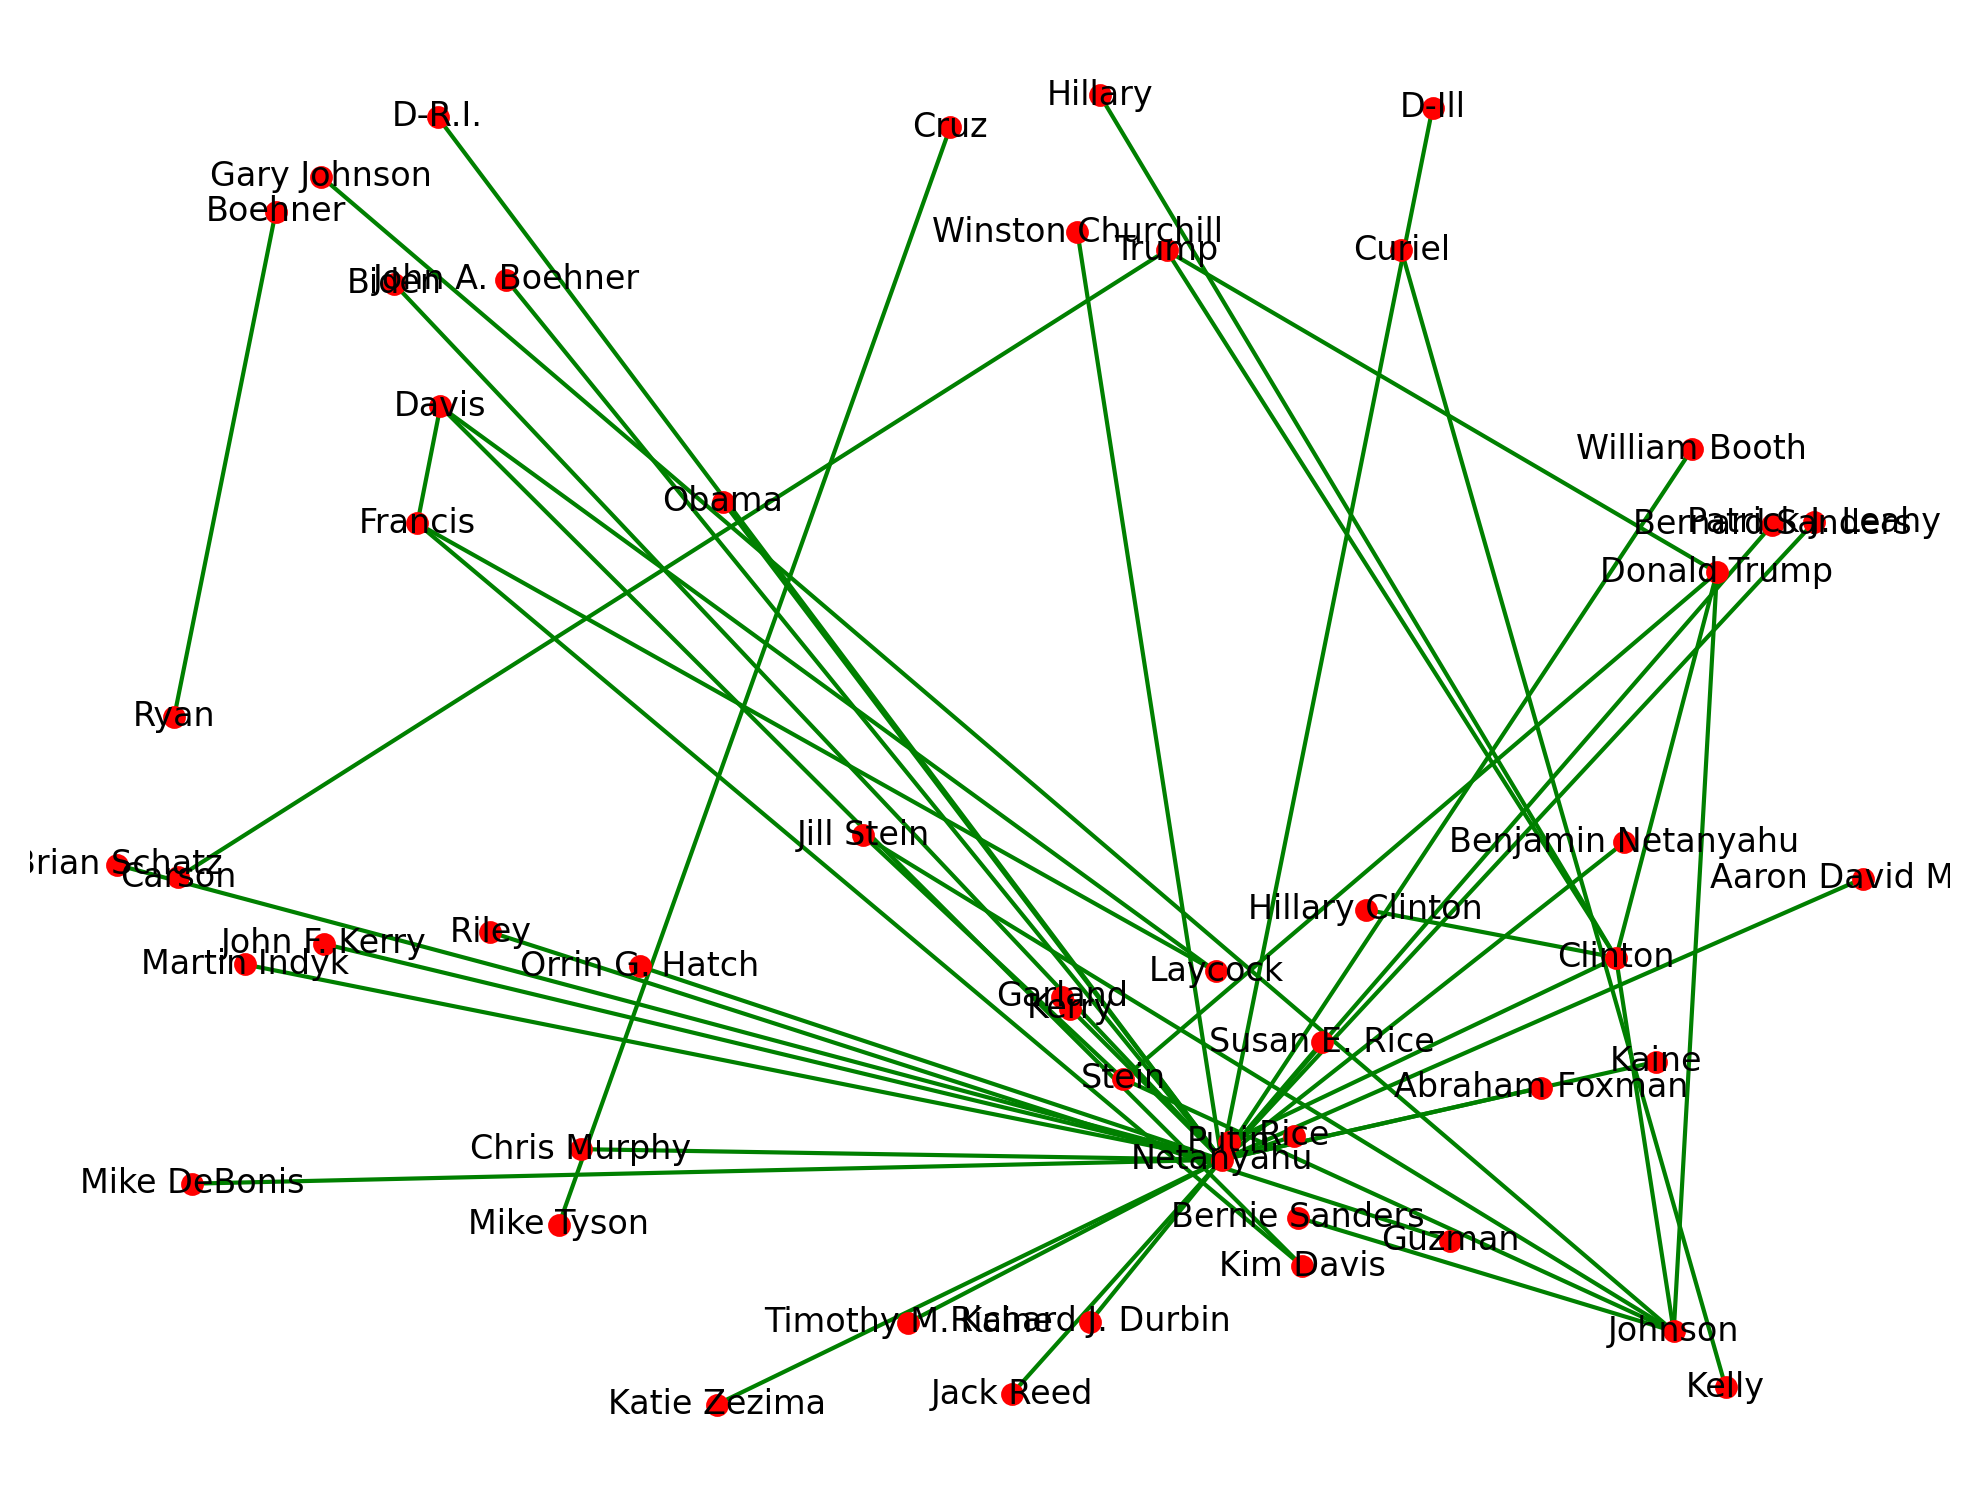 Hillary
D-Ill
D-R.I.
Cruz
Gary Johnson
Boehner
Winston Churchill
Trump
Curiel
Biden
John A. Boehner
Davis
William Booth
Obama
Francis
Bernard Sanders
Patrick J. Leahy
Donald Trump
Ryan
Jill Stein
Benjamin Netanyahu
Brian Schatz
Carson
Aaron David M
Hillary Clinton
Riley
John F. Kerry
Martin Indyk
Orrin G. Hatch
Clinton
Laycock
Garland
Kerry
Susan E. Rice
Kaine
Stein
Abraham Foxman
Putin
Rice
Chris Murphy
Netanyahu
Mike DeBonis
Mike Tyson
Bernie Sanders
Guzman
Kim Davis
Timothy M. Kaine
Richard J. Durbin
Johnson
Katie Zezima
Jack Reed
Kelly